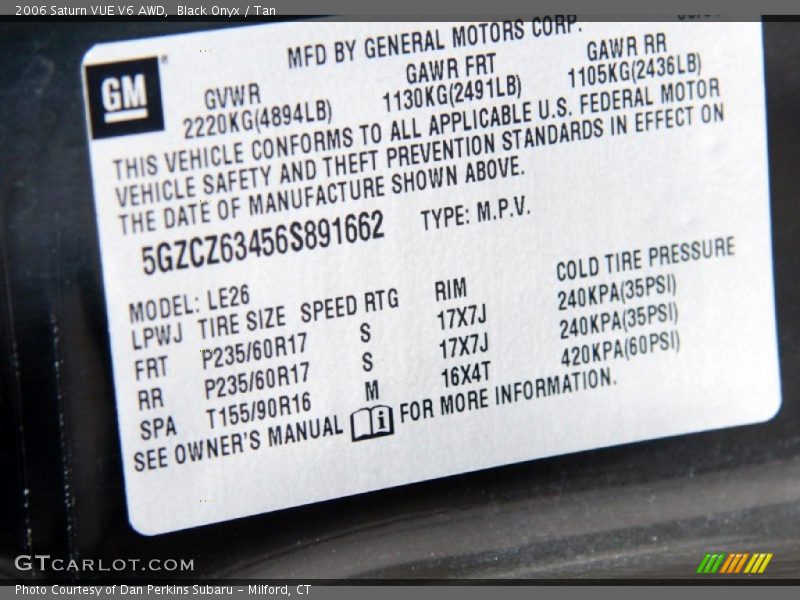 2006 Saturn VUE V6 AWD, Black Onyx / Tan
MFD BY GENERAL MOTORS CORP.
GM
GVWR GAWR FRT GAWR RR
2220KG(4894LB) 1130KG(2491LB) 1105KG(2436LB)
THIS VEHICLE CONFORMS TO ALL APPLICABLE U.S. FEDERAL MOTOR
VEHICLE SAFETY AND THEFT PREVENTION STANDARDS IN EFFECT ON
THE DATE OF MANUFACTURE SHOWN ABOVE.
5GZCZ63456S891662 TYPE: M.P.V.
MODEL: LE26
LPWJ TIRE SIZE SPEED RTG RIM COLD TIRE PRESSURE
FRT P235/60R17 S 17X7J 240KPA(35PSI)
RR P235/60R17 S 17X7J 240KPA(35PSI)
SPA T155/90R16 M 16X4T 420KPA(60PSI)
SEE OWNER'S MANUAL i FOR MORE INFORMATION.
GTCARLOT.COM
Photo Courtesy of Dan Perkins Subaru - Milford, CT